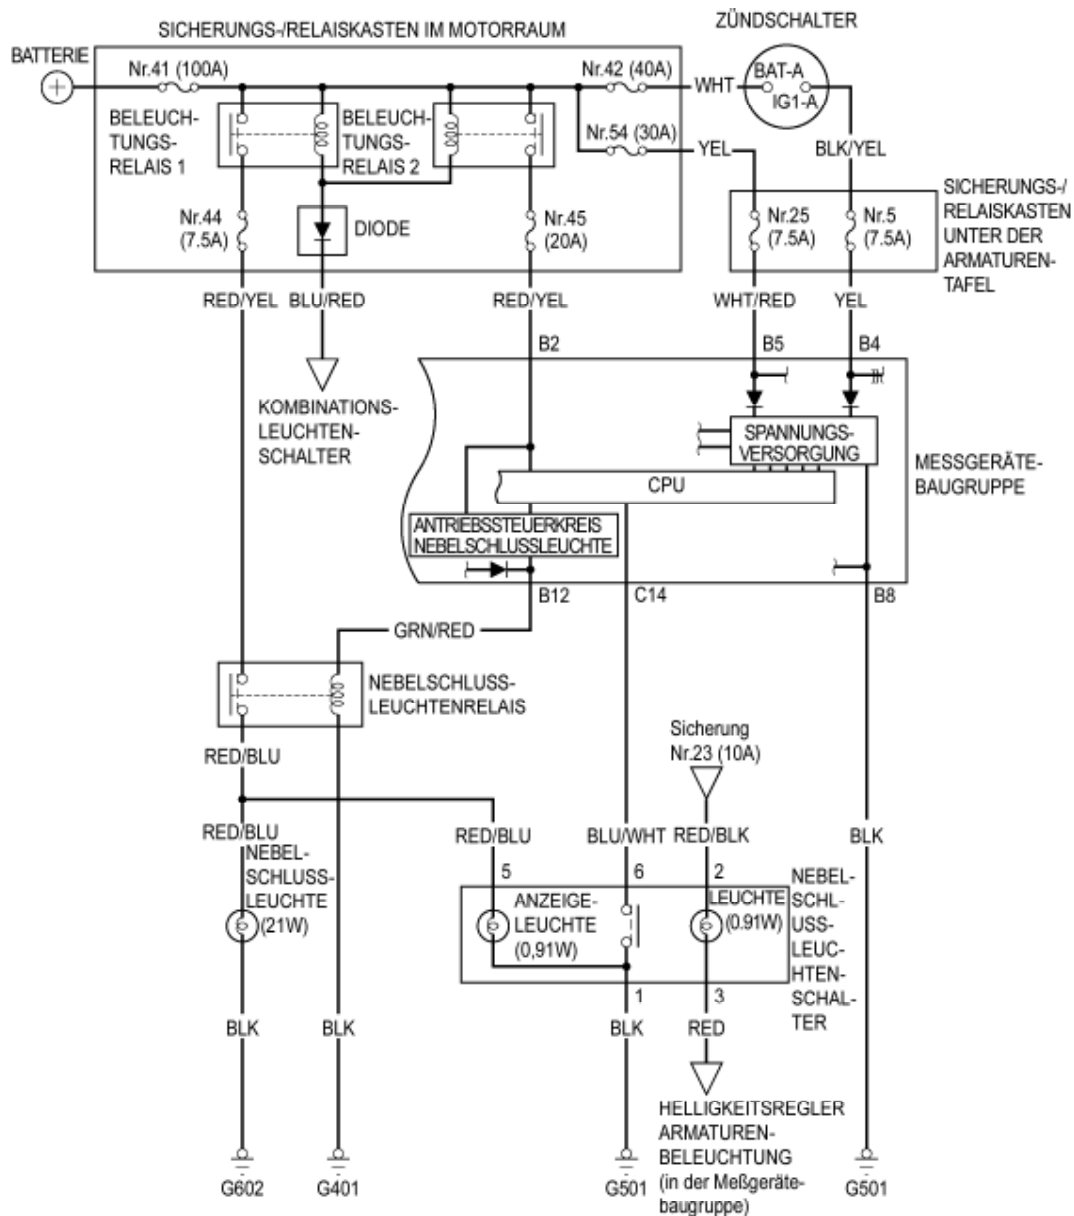 SICHERUNGS-/RELAISKASTEN IM MOTORRAUM
ZÜNDSCHALTER
BATTERIE
Nr.41 (100A)
Nr.42 (40A)
WHT
BAT-A
IG1-A
BELEUCH-
TUNGS-
RELAIS 1
BELEUCH-
TUNGS-
RELAIS 2
Nr.54 (30A)
YEL
BLK/YEL
SICHERUNGS-/
RELAISKASTEN
UNTER DER
ARMATUREN-
TAFEL
Nr.44
(7.5A)
DIODE
Nr.45
(20A)
Nr.25
(7.5A)
Nr.5
(7.5A)
RED/YEL
BLU/RED
RED/YEL
WHT/RED
YEL
B2
B5
B4
KOMBINATIONS-
LEUCHTEN-
SCHALTER
SPANNUNGS-
VERSORGUNG
MESSGERÄTE-
BAUGRUPPE
CPU
ANTRIEBSSTEUERKREIS
NEBELSCHLUSSLEUCHTE
B12
C14
B8
GRN/RED
NEBELSCHLUSS-
LEUCHTENRELAIS
Sicherung
Nr.23 (10A)
RED/BLU
RED/BLU
RED/BLU
BLU/WHT
RED/BLK
BLK
NEBEL-
SCHLUSS-
LEUCHTE
(21W)
5
6
2
ANZEIGE-
LEUCHTE
(0,91W)
LEUCHTE
(0.91W)
NEBEL-
SCHL-
USS-
LEUC-
HTEN-
SCHAL-
TER
1
3
BLK
BLK
BLK
RED
HELLIGKEITSREGLER
ARMATUREN-
BELEUCHTUNG
(in der Meßgeräte-
baugruppe)
G602
G401
G501
G501